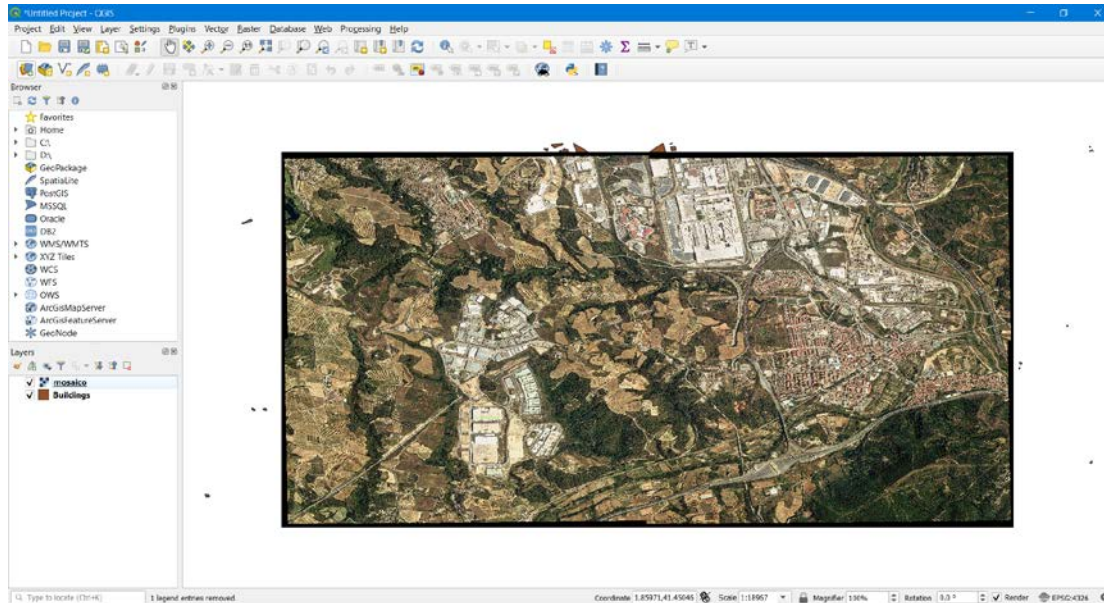 *Untitled Project - QGIS
Project Edit View Layer Settings Plugins Vector Raster Database Web Processing Help
Browser
Favorites
Home
C:\
D:\
GeoPackage
SpatiaLite
PostGIS
MSSQL
Oracle
DB2
WMS/WMTS
XYZ Tiles
WCS
WFS
OWS
ArcGisMapServer
ArcGisFeatureServer
GeoNode
Layers
mosaico
Buildings
Type to locate (Ctrl+K) 1 legend entries removed. Coordinate 1.85971,41.45045 Scale 1:18967 Magnifier 100% Rotation 0.0 ° Render EPSG:4326